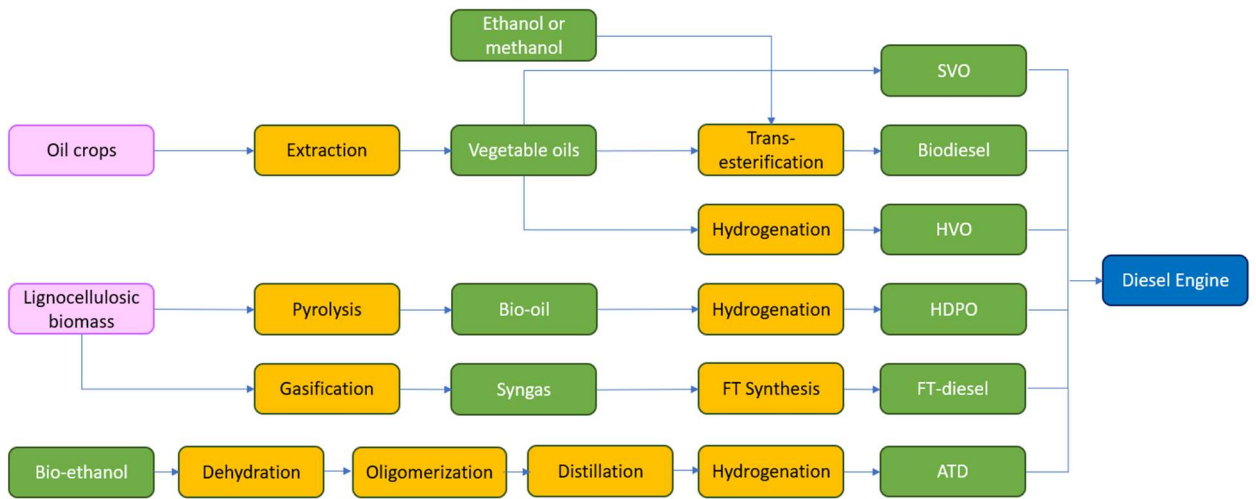 Ethanol or
methanol
SVO
Oil crops
Extraction
Vegetable oils
Trans-
esterification
Biodiesel
Hydrogenation
HVO
Diesel Engine
Lignocellulosic
biomass
Pyrolysis
Bio-oil
Hydrogenation
HDPO
Gasification
Syngas
FT Synthesis
FT-diesel
Bio-ethanol
Dehydration
Oligomerization
Distillation
Hydrogenation
ATD